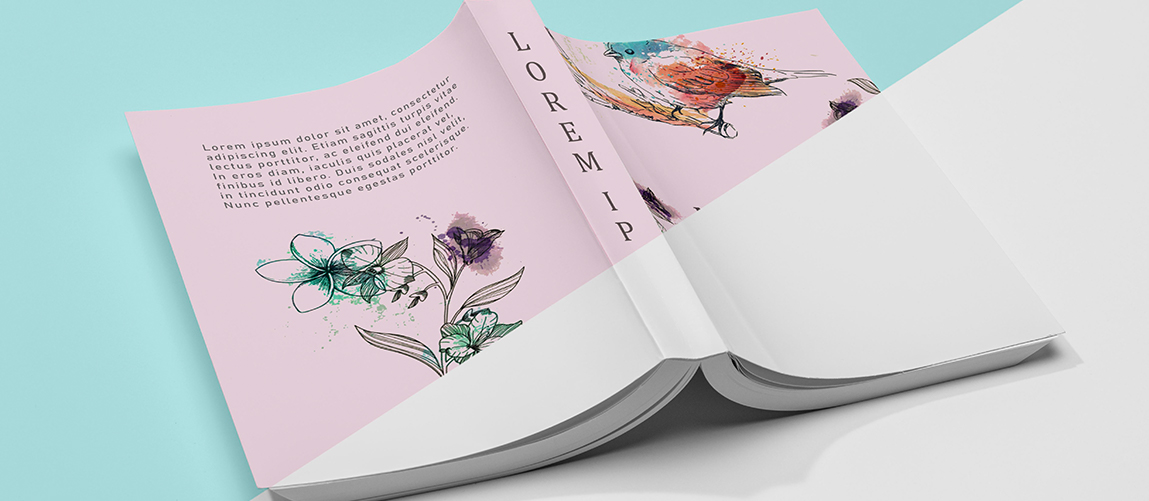 Lorem ipsum dolor sit amet, consectetur
adipiscing elit. Etiam sagittis turpis vitae
lectus porttitor, ac eleifend dui eleifend.
In eros diam, iaculis quis placerat vel,
finibus id libero. Duis sodales nisl velit,
in tincidunt odio consequat scelerisque.
Nunc pellentesque egestas porttitor.
LOREM IP